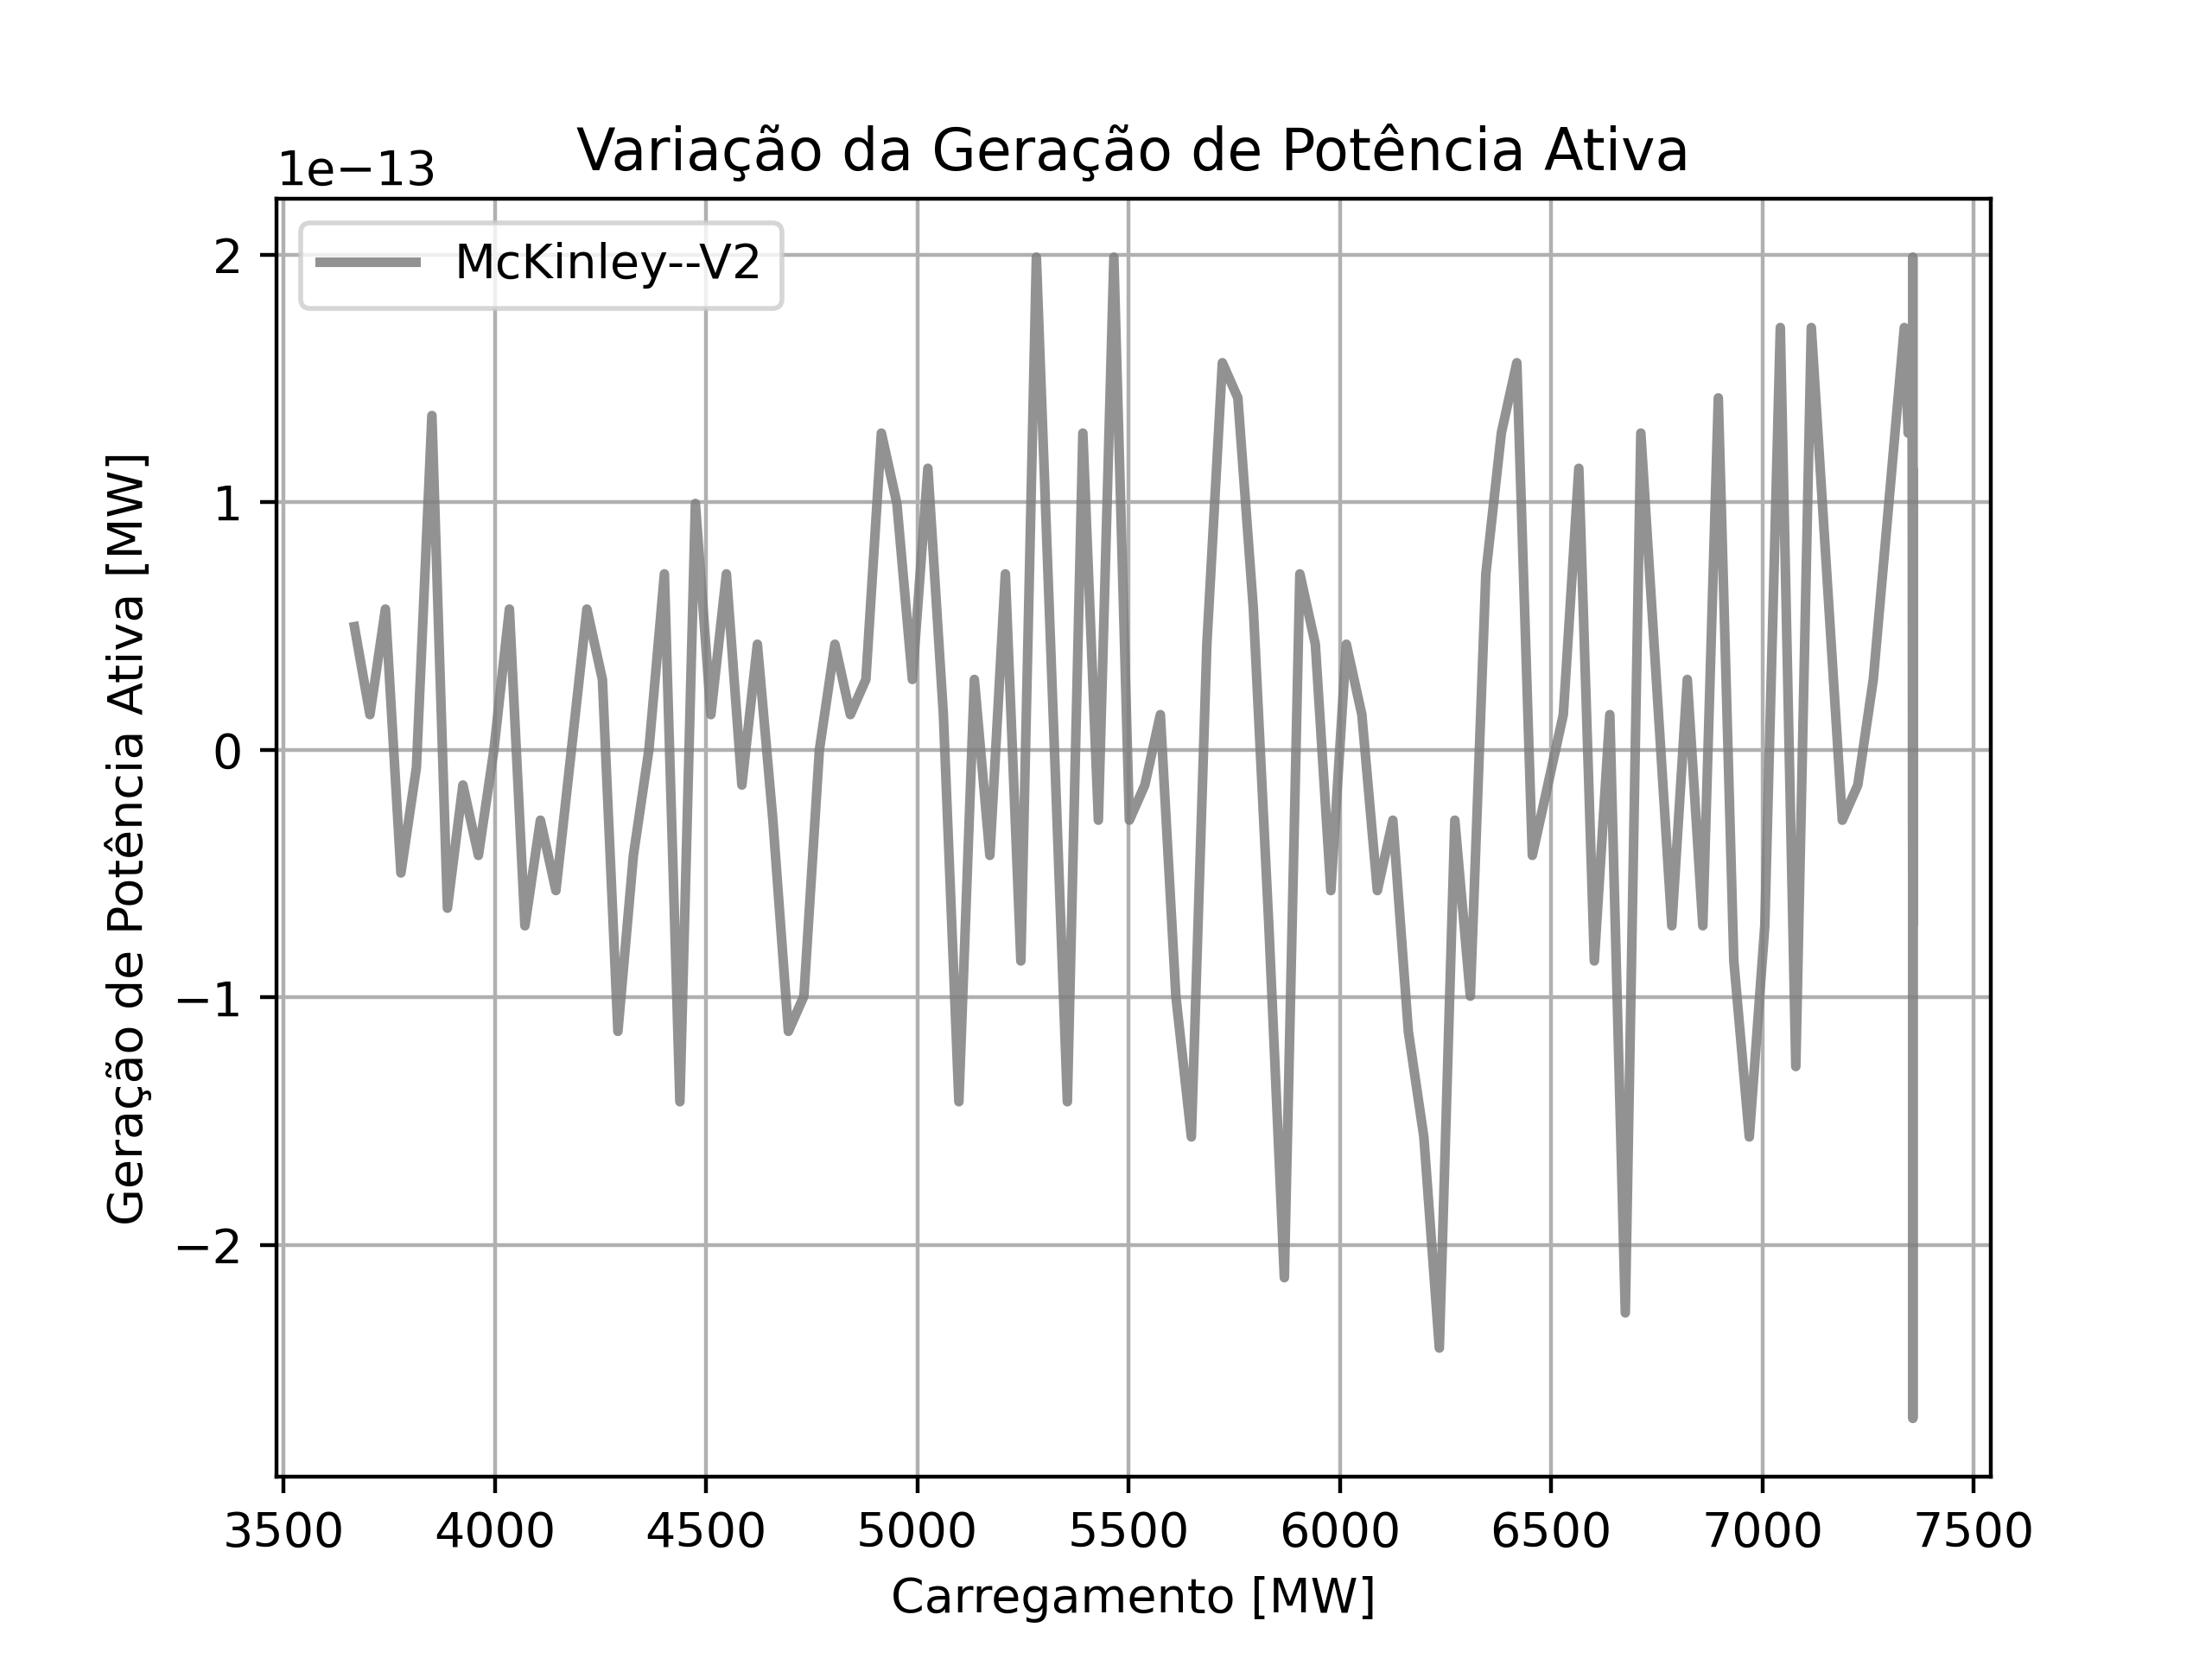 Variação da Geração de Potência Ativa
1e−13
McKinley--V2
Geração de Potência Ativa [MW]
2
1
0
−1
−2
3500 4000 4500 5000 5500 6000 6500 7000 7500
Carregamento [MW]